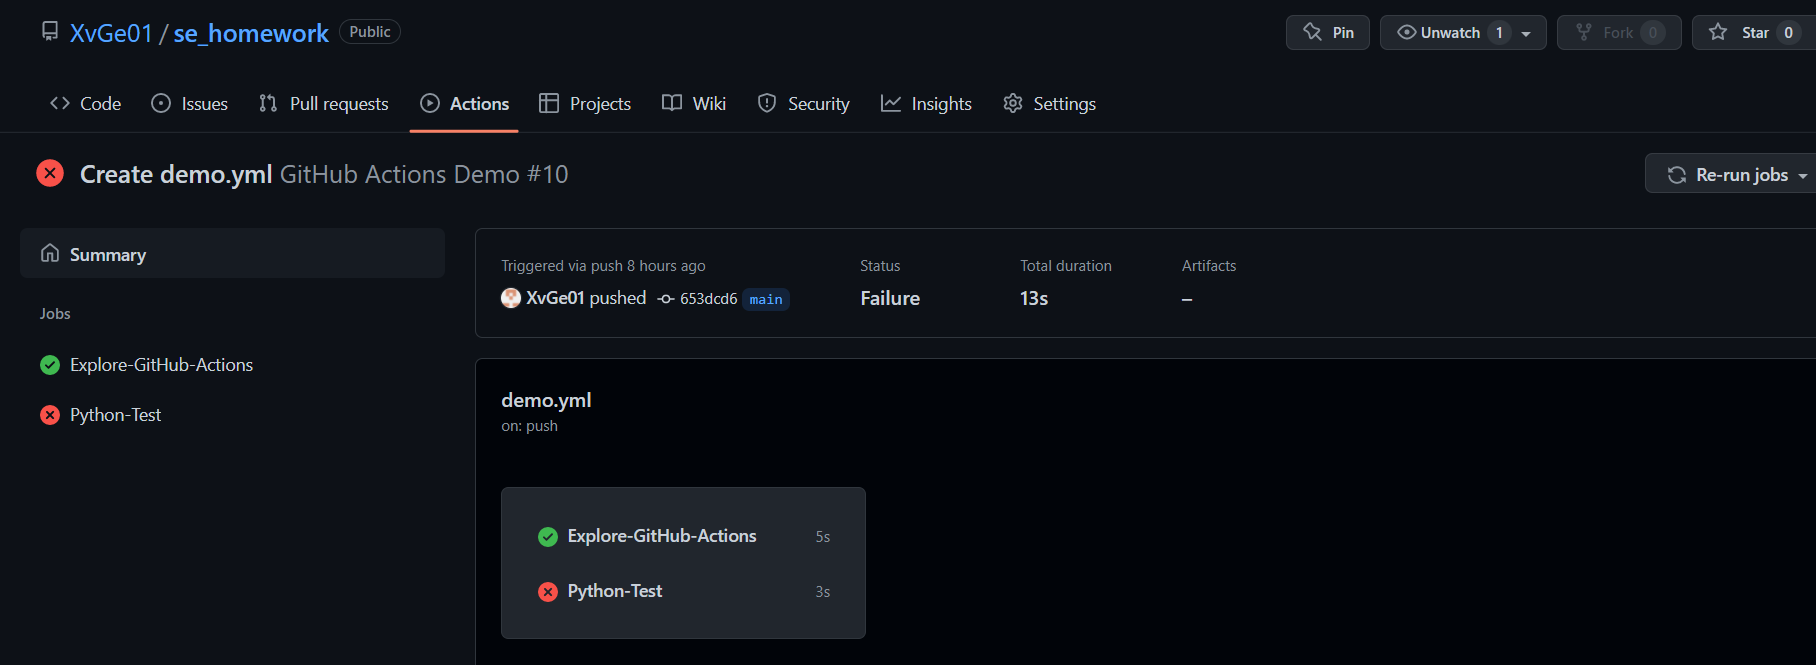 XvGe01 / se_homework Public Pin Unwatch 1 Fork 0 Star 0
Code Issues Pull requests Actions Projects Wiki Security Insights Settings
Create demo.yml GitHub Actions Demo #10 Re-run jobs
Summary
Jobs
Explore-GitHub-Actions
Python-Test
Triggered via push 8 hours ago Status Total duration Artifacts
XvGe01 pushed 653dcd6 main Failure 13s –
demo.yml
on: push
Explore-GitHub-Actions 5s
Python-Test 3s